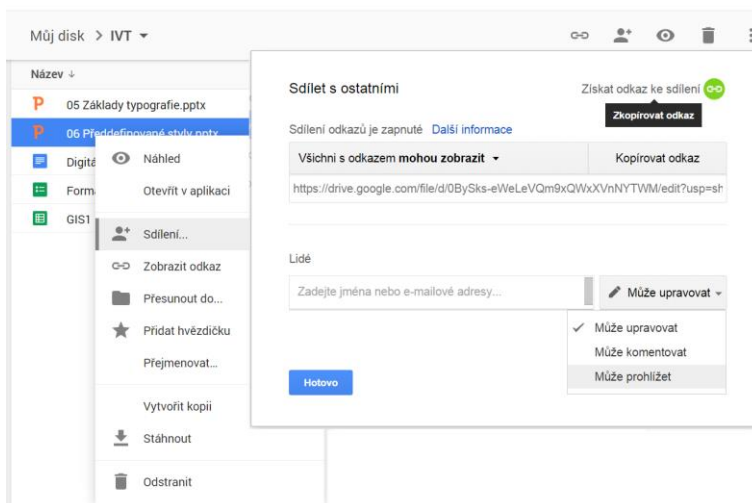 Můj disk > IVT
Název ↓
05 Základy typografie.pptx
06 Předdefinované styly.pptx
Digitá
Form
GIS1
Náhled
Otevřít v aplikaci
Sdílení...
Zobrazit odkaz
Přesunout do...
Přidat hvězdičku
Přejmenovat...
Vytvořit kopii
Stáhnout
Odstranit
Sdílet s ostatními
Získat odkaz ke sdílení
Zkopírovat odkaz
Sdílení odkazů je zapnuté Další informace
Všichni s odkazem mohou zobrazit
Kopírovat odkaz
https://drive.google.com/file/d/0BySks-eWeLeVQm9xQWxXVnNYTWM/edit?usp=sh
Lidé
Zadejte jména nebo e-mailové adresy...
Může upravovat
Může upravovat
Může komentovat
Může prohlížet
Hotovo